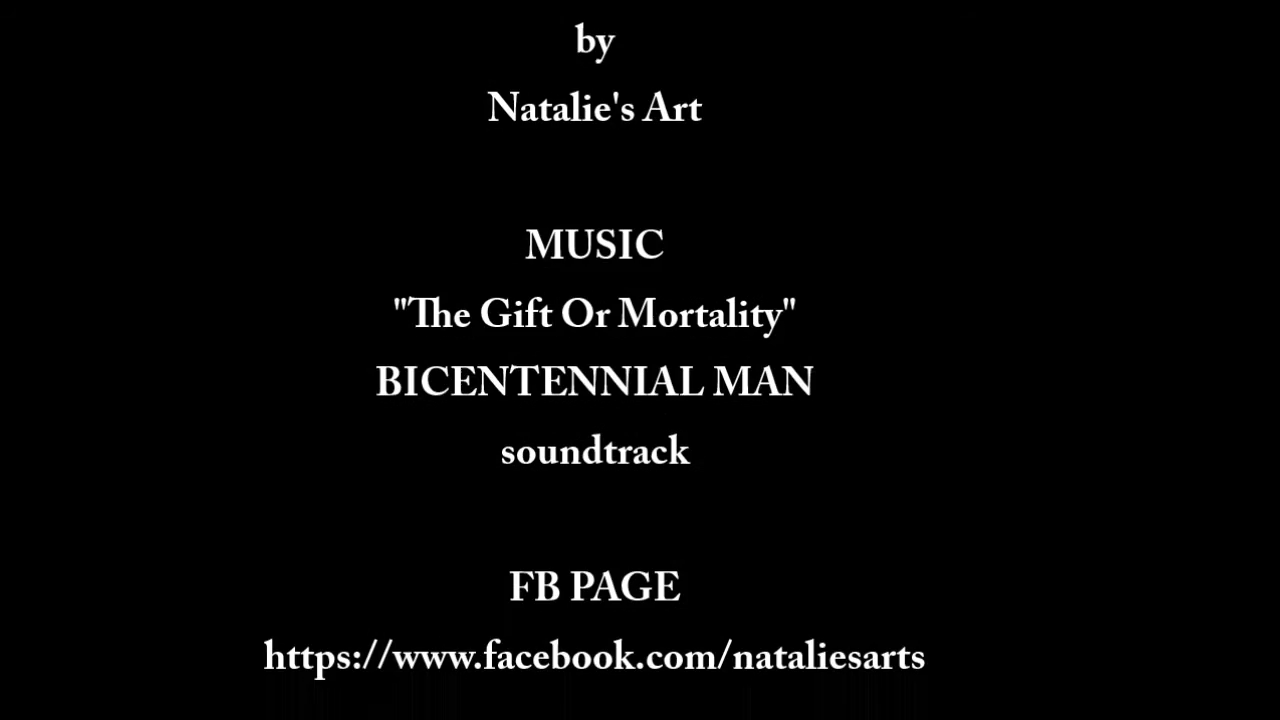 by
Natalie's Art
MUSIC
"The Gift Or Mortality"
BICENTENNIAL MAN
soundtrack
FB PAGE
https://www.facebook.com/nataliesarts